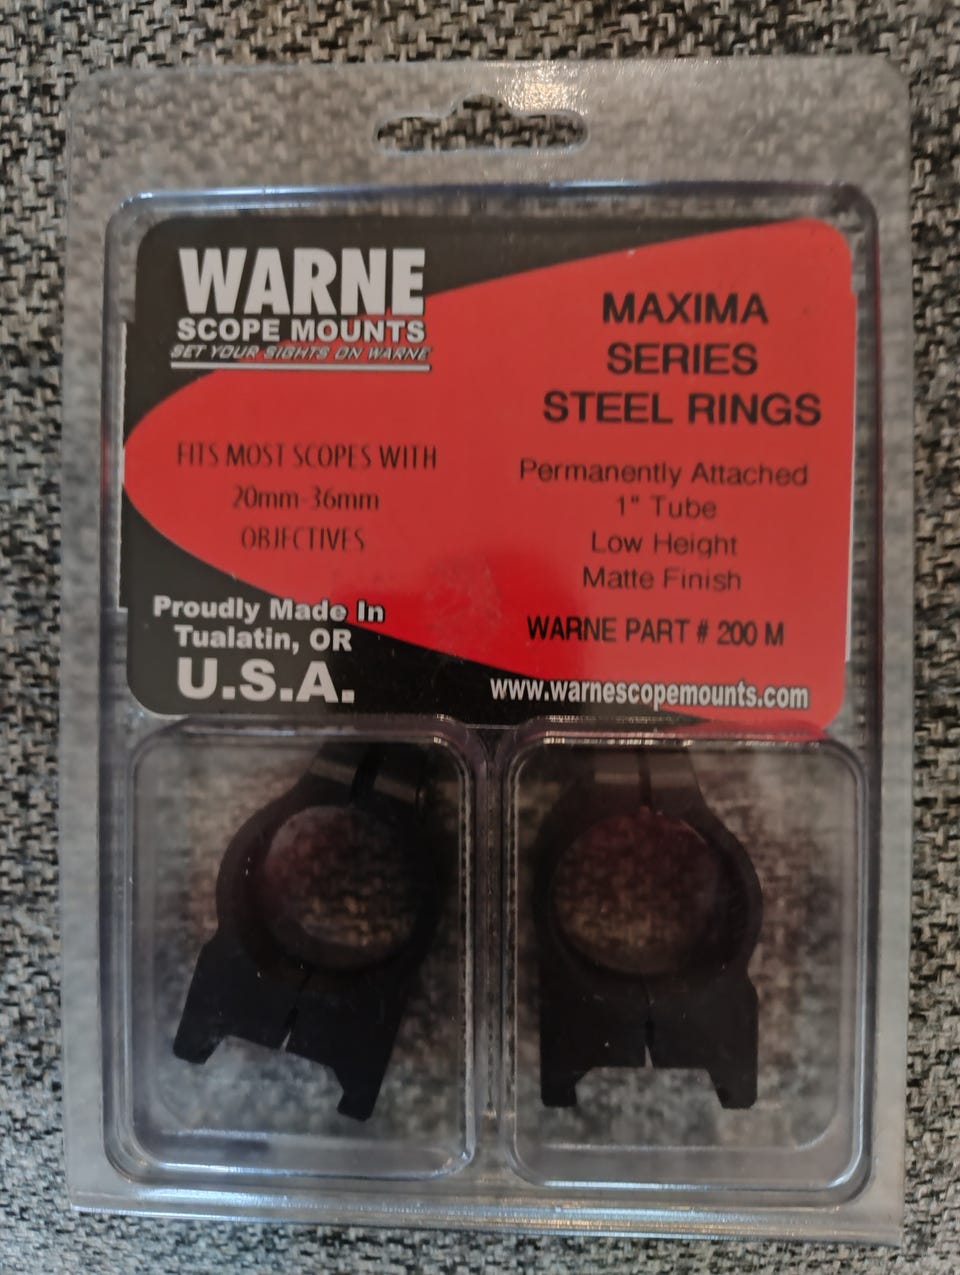 WARNE
SCOPE MOUNTS
SET YOUR SIGHTS ON WARNE
FITS MOST SCOPES WITH
20mm-36mm
OBJECTIVES
Proudly Made In
Tualatin, OR
U.S.A.
MAXIMA
SERIES
STEEL RINGS
Permanently Attached
1" Tube
Low Height
Matte Finish
WARNE PART # 200 M
www.warnescopemounts.com